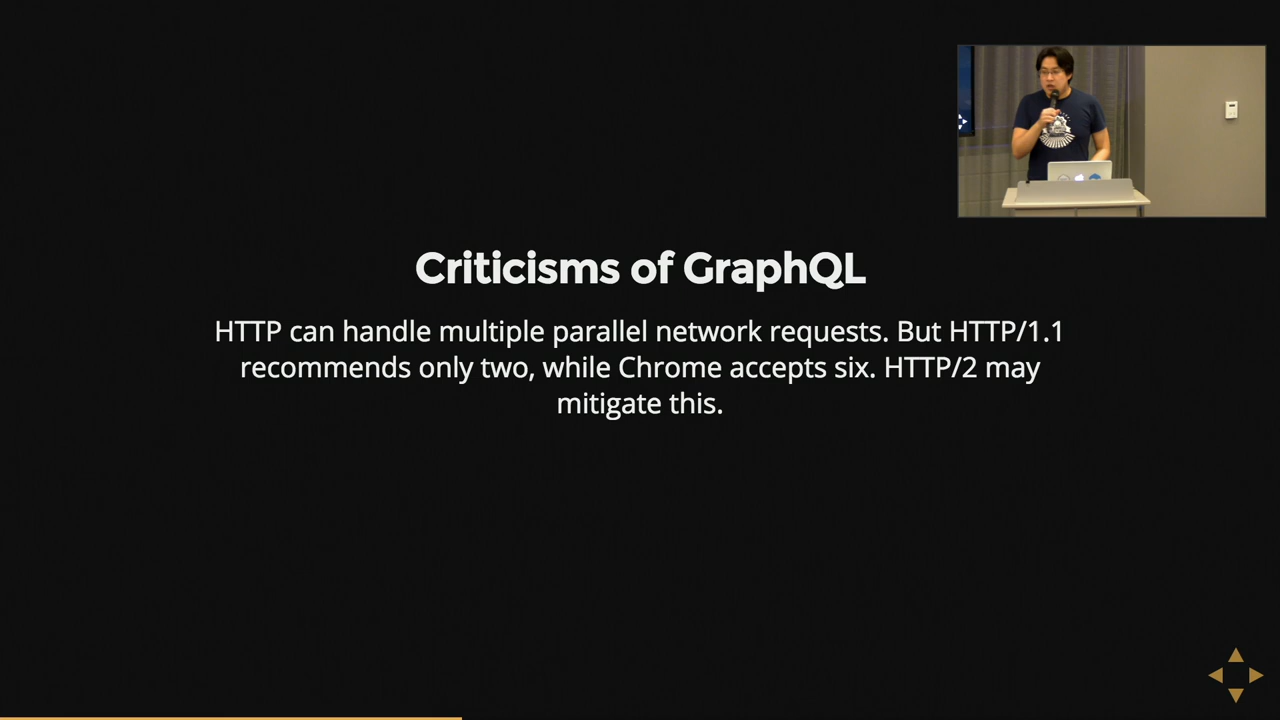 Criticisms of GraphQL
HTTP can handle multiple parallel network requests. But HTTP/1.1
recommends only two, while Chrome accepts six. HTTP/2 may
mitigate this.